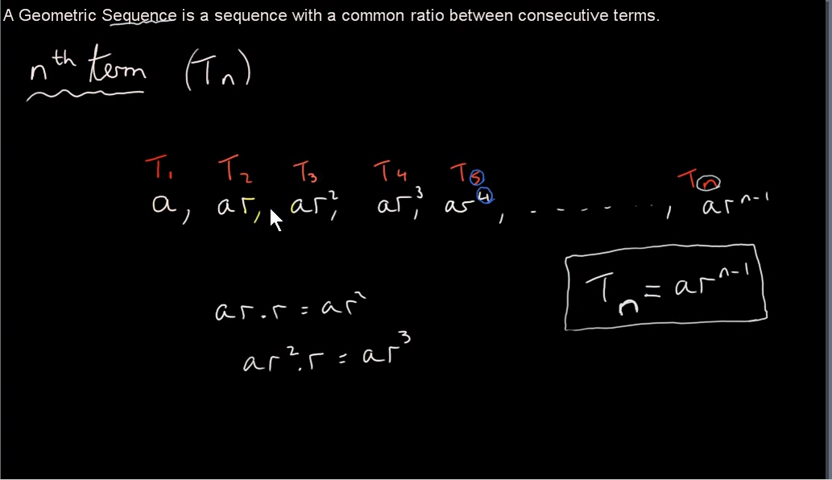 A Geometric Sequence is a sequence with a common ratio between consecutive terms.
nᵗʰ term (Tₙ)
T₁ T₂ T₃ T₄ T₅ Tₙ
a, ar, ar², ar³, ar⁴, - - - - - - - , arⁿ⁻¹
Tₙ = arⁿ⁻¹
ar . r = ar²
ar² . r = ar³